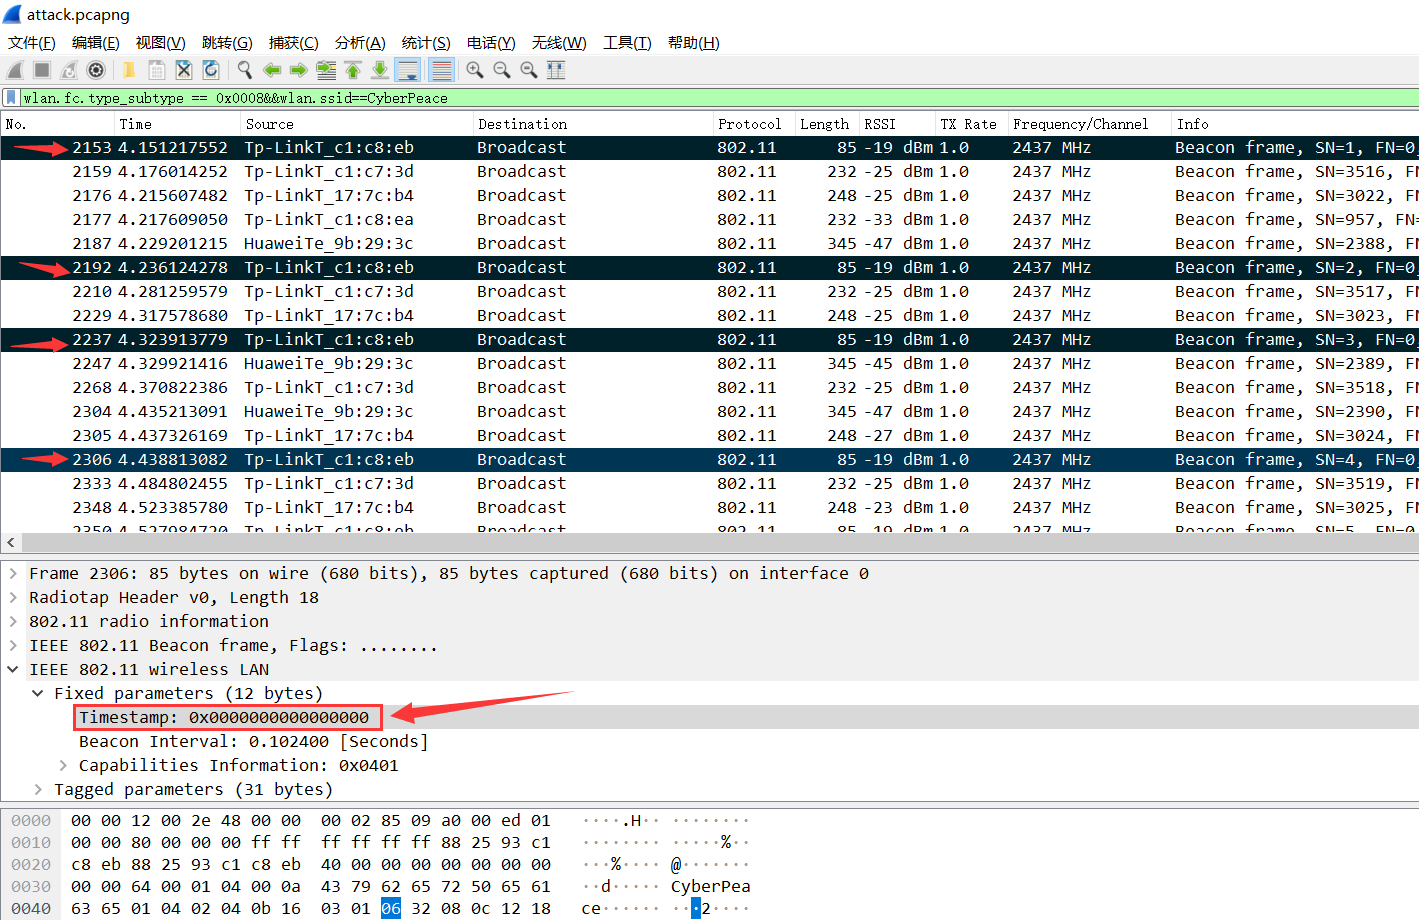 attack.pcapng
文件(F) 编辑(E) 视图(V) 跳转(G) 捕获(C) 分析(A) 统计(S) 电话(Y) 无线(W) 工具(T) 帮助(H)
wlan.fc.type_subtype == 0x0008&&wlan.ssid==CyberPeace
No. Time Source Destination Protocol Length RSSI TX Rate Frequency/Channel Info
2153 4.151217552 Tp-LinkT_c1:c8:eb Broadcast 802.11 85 -19 dBm 1.0 2437 MHz Beacon frame, SN=1, FN=0,
2159 4.176014252 Tp-LinkT_c1:c7:3d Broadcast 802.11 232 -25 dBm 1.0 2437 MHz Beacon frame, SN=3516, FN
2176 4.215607482 Tp-LinkT_17:7c:b4 Broadcast 802.11 248 -25 dBm 1.0 2437 MHz Beacon frame, SN=3022, FN
2177 4.217609050 Tp-LinkT_c1:c8:ea Broadcast 802.11 232 -33 dBm 1.0 2437 MHz Beacon frame, SN=957, FN=
2187 4.229201215 HuaweiTe_9b:29:3c Broadcast 802.11 345 -47 dBm 1.0 2437 MHz Beacon frame, SN=2388, FN
2192 4.236124278 Tp-LinkT_c1:c8:eb Broadcast 802.11 85 -19 dBm 1.0 2437 MHz Beacon frame, SN=2, FN=0,
2210 4.281259579 Tp-LinkT_c1:c7:3d Broadcast 802.11 232 -25 dBm 1.0 2437 MHz Beacon frame, SN=3517, FN
2229 4.317578680 Tp-LinkT_17:7c:b4 Broadcast 802.11 248 -25 dBm 1.0 2437 MHz Beacon frame, SN=3023, FN
2237 4.323913779 Tp-LinkT_c1:c8:eb Broadcast 802.11 85 -19 dBm 1.0 2437 MHz Beacon frame, SN=3, FN=0,
2247 4.329921416 HuaweiTe_9b:29:3c Broadcast 802.11 345 -45 dBm 1.0 2437 MHz Beacon frame, SN=2389, FN
2268 4.370822386 Tp-LinkT_c1:c7:3d Broadcast 802.11 232 -25 dBm 1.0 2437 MHz Beacon frame, SN=3518, FN
2304 4.435213091 HuaweiTe_9b:29:3c Broadcast 802.11 345 -47 dBm 1.0 2437 MHz Beacon frame, SN=2390, FN
2305 4.437326169 Tp-LinkT_17:7c:b4 Broadcast 802.11 248 -27 dBm 1.0 2437 MHz Beacon frame, SN=3024, FN
2306 4.438813082 Tp-LinkT_c1:c8:eb Broadcast 802.11 85 -19 dBm 1.0 2437 MHz Beacon frame, SN=4, FN=0,
2333 4.484802455 Tp-LinkT_c1:c7:3d Broadcast 802.11 232 -25 dBm 1.0 2437 MHz Beacon frame, SN=3519, FN
2348 4.523385780 Tp-LinkT_17:7c:b4 Broadcast 802.11 248 -23 dBm 1.0 2437 MHz Beacon frame, SN=3025, FN
2350 4.527984720 Tp-LinkT_c1:c8:eb Broadcast 802.11 85 -19 dBm 1.0 2437 MHz Beacon frame, SN=5, FN=0,
Frame 2306: 85 bytes on wire (680 bits), 85 bytes captured (680 bits) on interface 0
Radiotap Header v0, Length 18
802.11 radio information
IEEE 802.11 Beacon frame, Flags: ........
IEEE 802.11 wireless LAN
Fixed parameters (12 bytes)
Timestamp: 0x0000000000000000
Beacon Interval: 0.102400 [Seconds]
Capabilities Information: 0x0401
Tagged parameters (31 bytes)
0000 00 00 12 00 2e 48 00 00 00 02 85 09 a0 00 ed 01 ·····.H·· ········
0010 00 00 80 00 00 00 ff ff ff ff ff ff 88 25 93 c1 ········ ·····%··
0020 c8 eb 88 25 93 c1 c8 eb 40 00 00 00 00 00 00 00 ···%···· @·······
0030 00 00 64 00 01 04 00 0a 43 79 62 65 72 50 65 61 ··d····· CyberPea
0040 63 65 01 04 02 04 0b 16 03 01 06 32 08 0c 12 18 ce······ ···2····